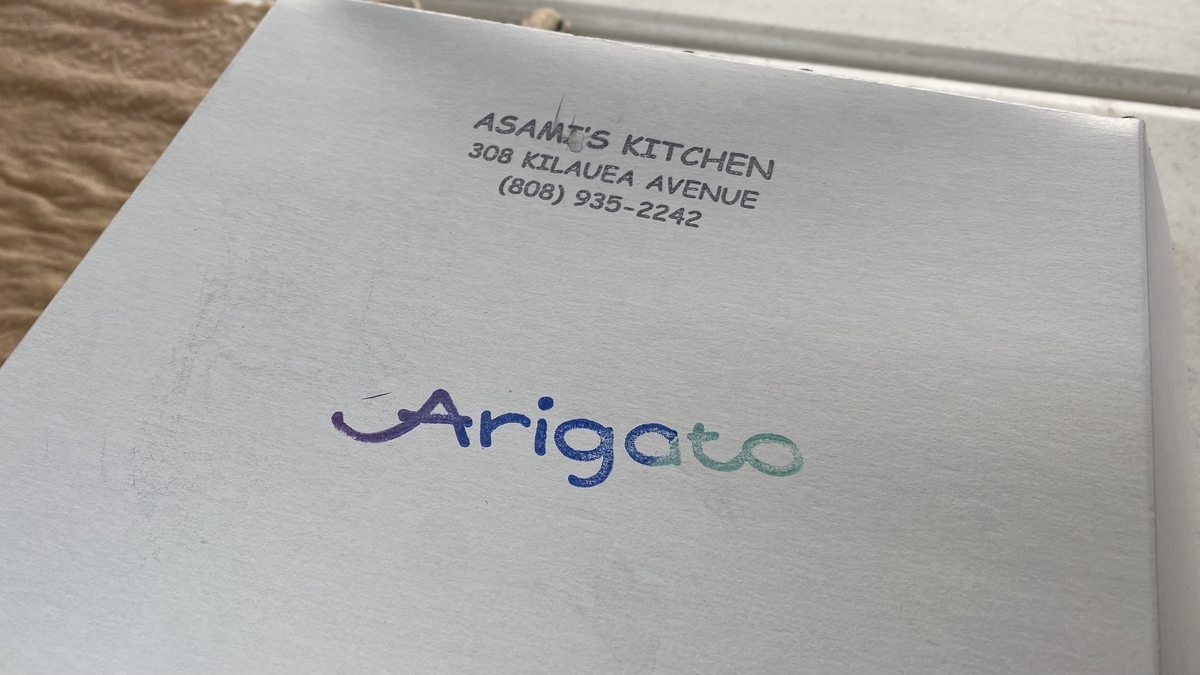 ASAMI'S KITCHEN
308 KILAUEA AVENUE
(808) 935-2242
Arigato